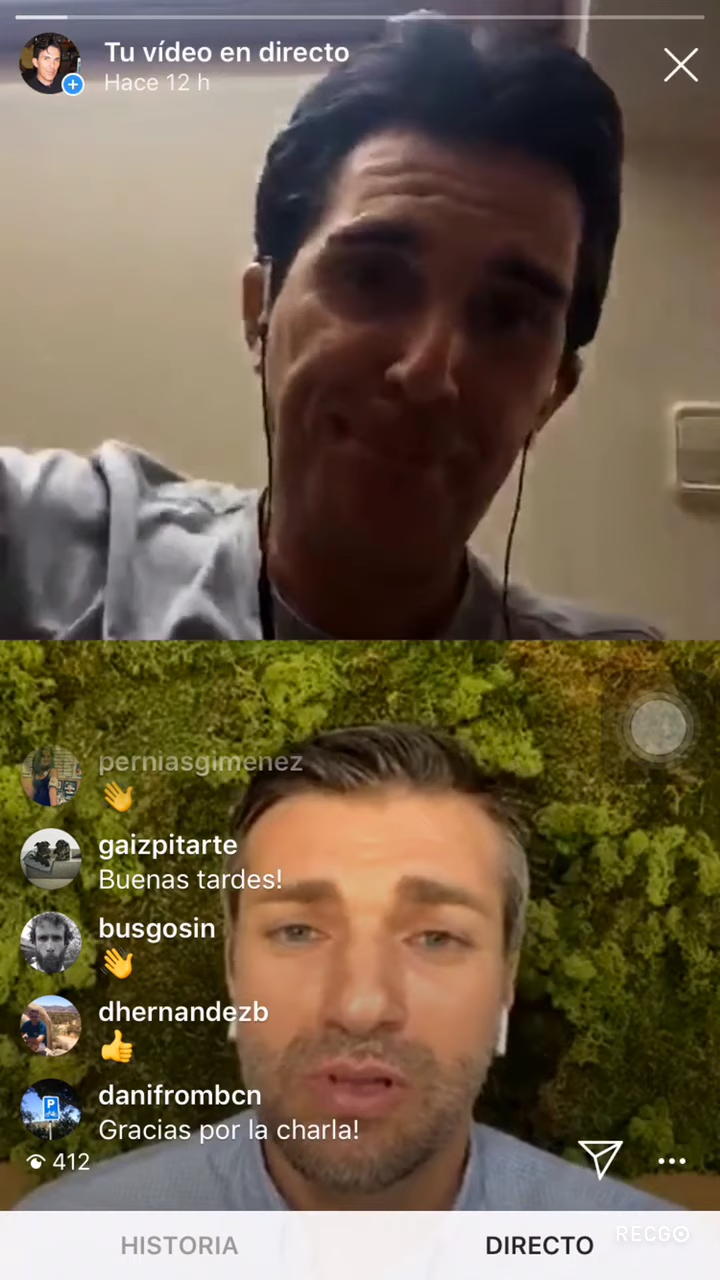 Tu vídeo en directo
Hace 12 h
perniasgimenez
gaizpitarte
Buenas tardes!
busgosin
dhernandezb
danifrombcn
P
Gracias por la charla!
412
HISTORIA
DIRECTO
RECGO